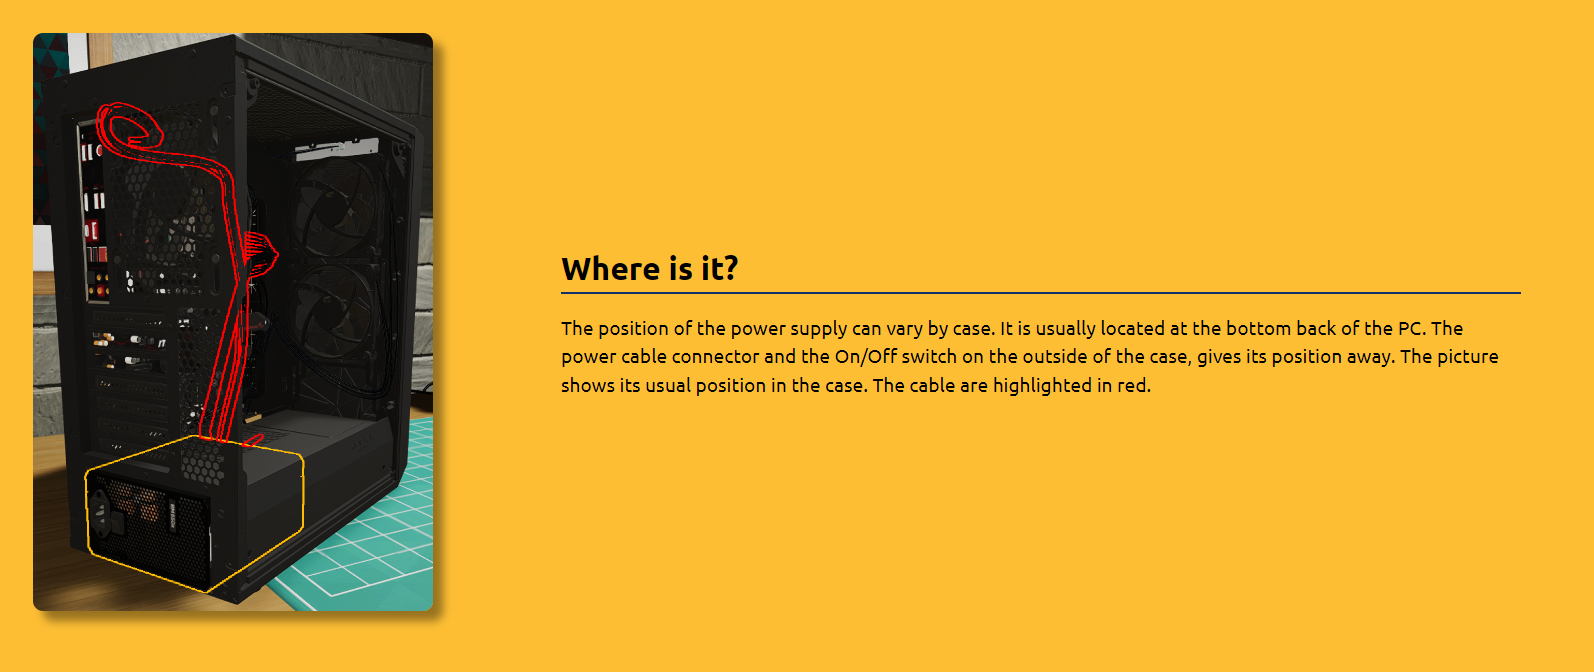 Where is it?
The position of the power supply can vary by case. It is usually located at the bottom back of the PC. The
power cable connector and the On/Off switch on the outside of the case, gives its position away. The picture
shows its usual position in the case. The cable are highlighted in red.